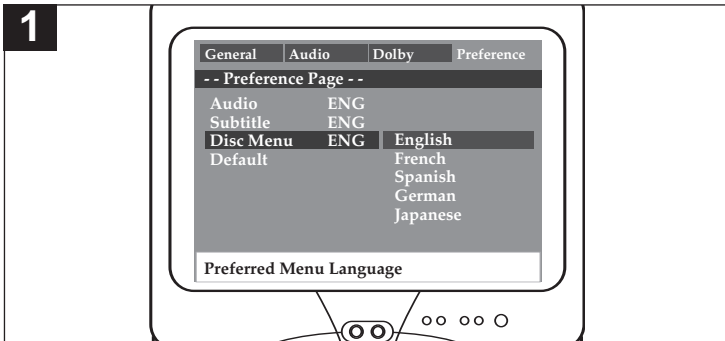 1
General Audio Dolby Preference
- - Preference Page - -
Audio ENG
Subtitle ENG
Disc Menu ENG English
Default French
Spanish
German
Japanese
Preferred Menu Language